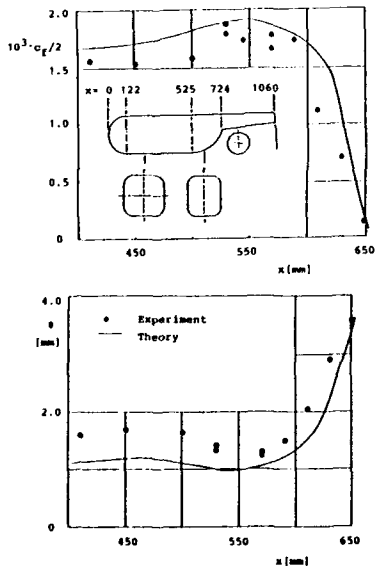 10³·c_f/2
2.0
1.5
1.0
0.5
0
x= 0 122 525 724 1060
450 550 650
x[mm]
4.0
[mm]
2.0
0
• Experiment
— Theory
450 550 650
x[mm]